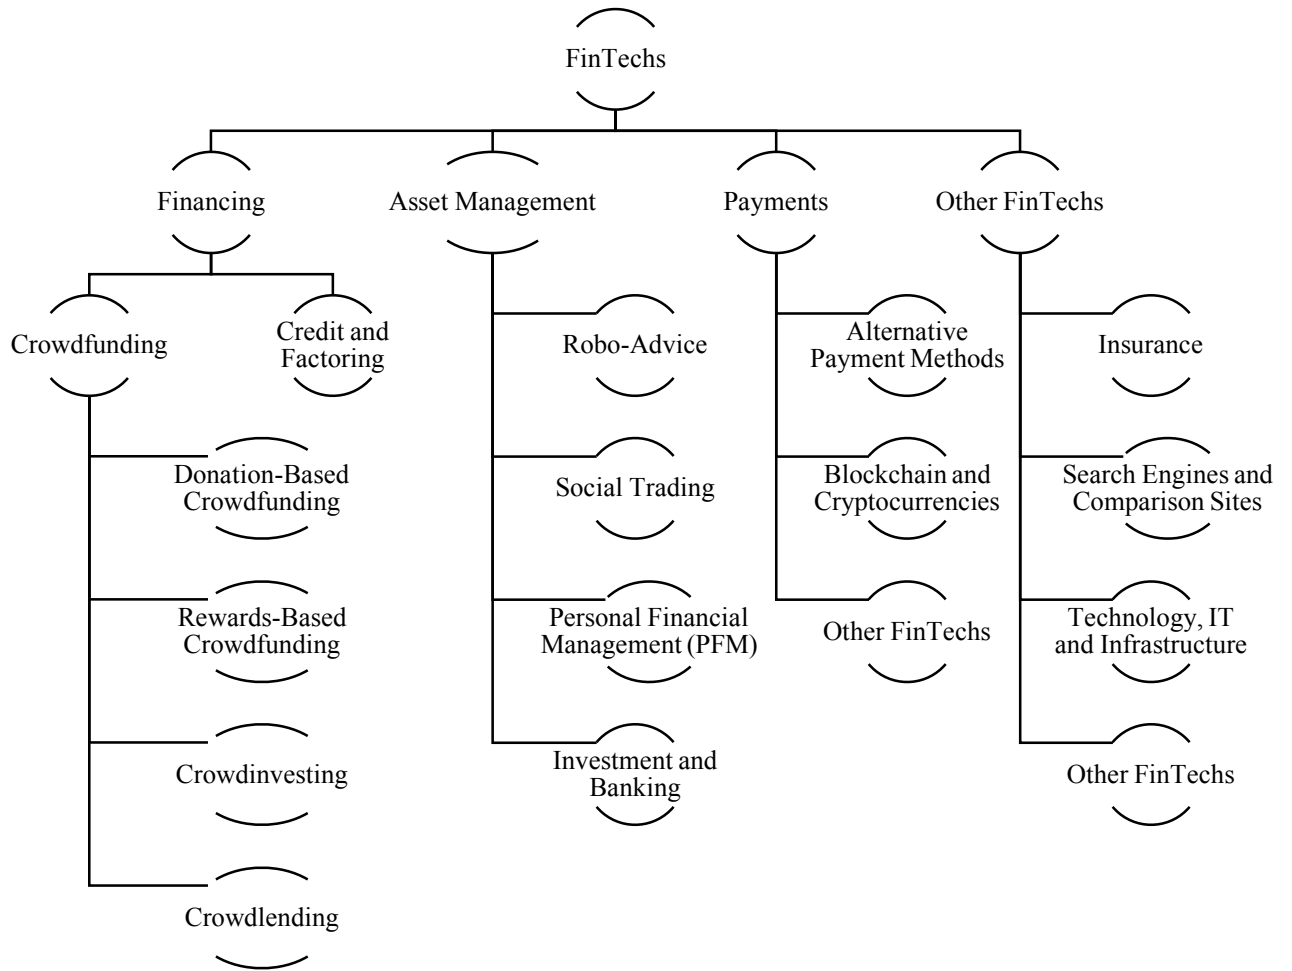 FinTechs
Financing
Asset Management
Payments
Other FinTechs
Crowdfunding
Credit and
Factoring
Donation-Based
Crowdfunding
Rewards-Based
Crowdfunding
Crowdinvesting
Crowdlending
Robo-Advice
Social Trading
Personal Financial
Management (PFM)
Investment and
Banking
Alternative
Payment Methods
Blockchain and
Cryptocurrencies
Other FinTechs
Insurance
Search Engines and
Comparison Sites
Technology, IT
and Infrastructure
Other FinTechs